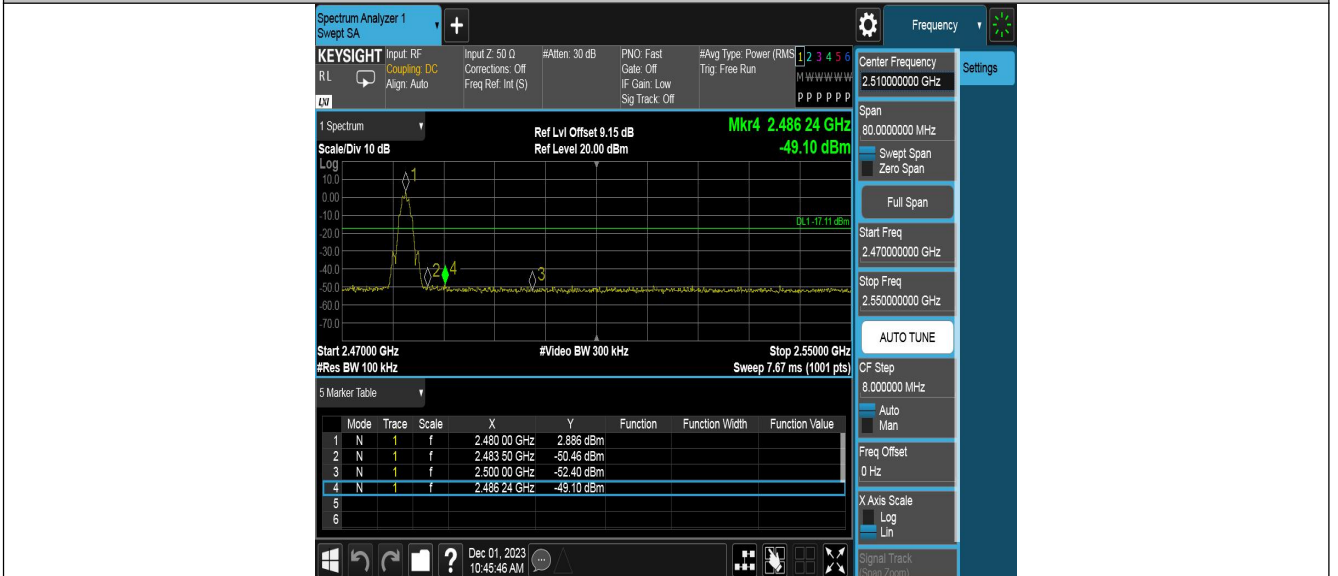 Spectrum Analyzer 1
Swept SA
+
Frequency
KEYSIGHT
RL
LXI
Input: RF
Coupling: DC
Align: Auto
Input Z: 50 Ω
Corrections: Off
Freq Ref: Int (S)
#Atten: 30 dB
PNO: Fast
Gate: Off
IF Gain: Low
Sig Track: Off
#Avg Type: Power (RMS
Trig: Free Run
1 2 3 4 5 6
M W W W W W
P P P P P P
1 Spectrum
Scale/Div 10 dB
Ref Lvl Offset 9.15 dB
Ref Level 20.00 dBm
Mkr4 2.486 24 GHz
-49.10 dBm
Log
10.0
0.00
-10.0
-20.0
-30.0
-40.0
-50.0
-60.0
-70.0
1
2
4
3
DL1 -17.11 dBm
Start 2.47000 GHz
#Res BW 100 kHz
#Video BW 300 kHz
Stop 2.55000 GHz
Sweep 7.67 ms (1001 pts)
5 Marker Table
Mode Trace Scale X Y Function Function Width Function Value
1 N 1 f 2.480 00 GHz 2.886 dBm
2 N 1 f 2.483 50 GHz -50.46 dBm
3 N 1 f 2.500 00 GHz -52.40 dBm
4 N 1 f 2.486 24 GHz -49.10 dBm
5
6
?
Dec 01, 2023
10:45:46 AM
Center Frequency
2.510000000 GHz
Settings
Span
80.0000000 MHz
Swept Span
Zero Span
Full Span
Start Freq
2.470000000 GHz
Stop Freq
2.550000000 GHz
AUTO TUNE
CF Step
8.000000 MHz
Auto
Man
Freq Offset
0 Hz
X Axis Scale
Log
Lin
Signal Track
(Span Zoom)